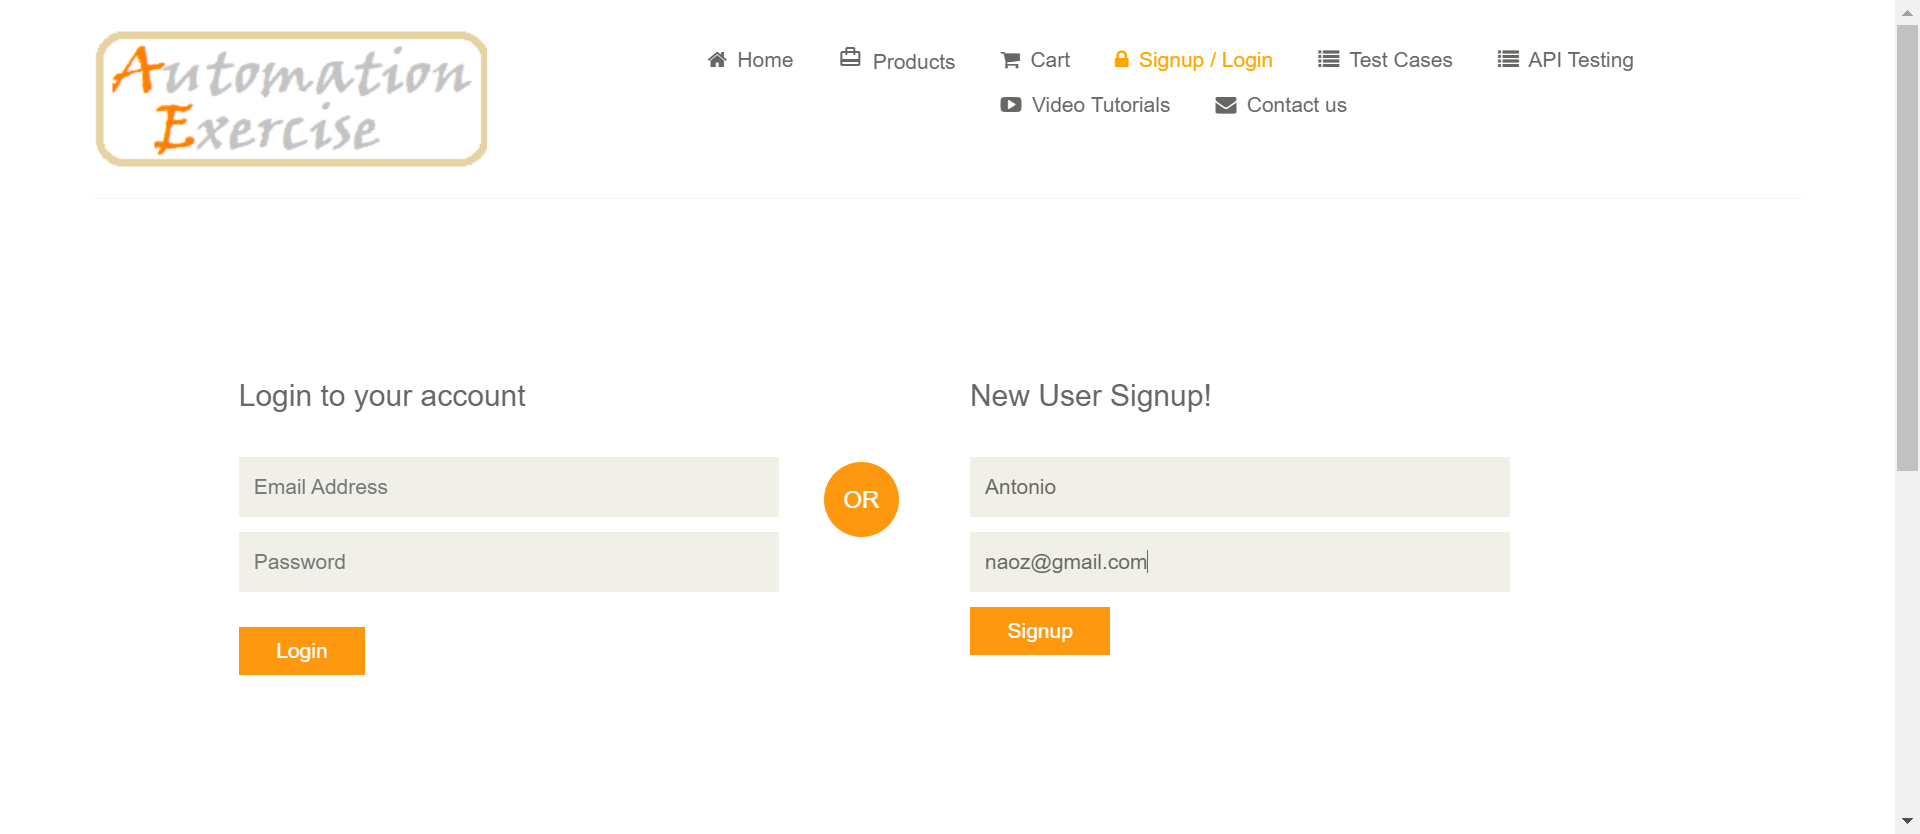 Automation
Exercise
Home
Products
Cart
Signup / Login
Test Cases
API Testing
Video Tutorials
Contact us
Login to your account
Email Address
Password
Login
OR
New User Signup!
Antonio
naoz@gmail.com
Signup